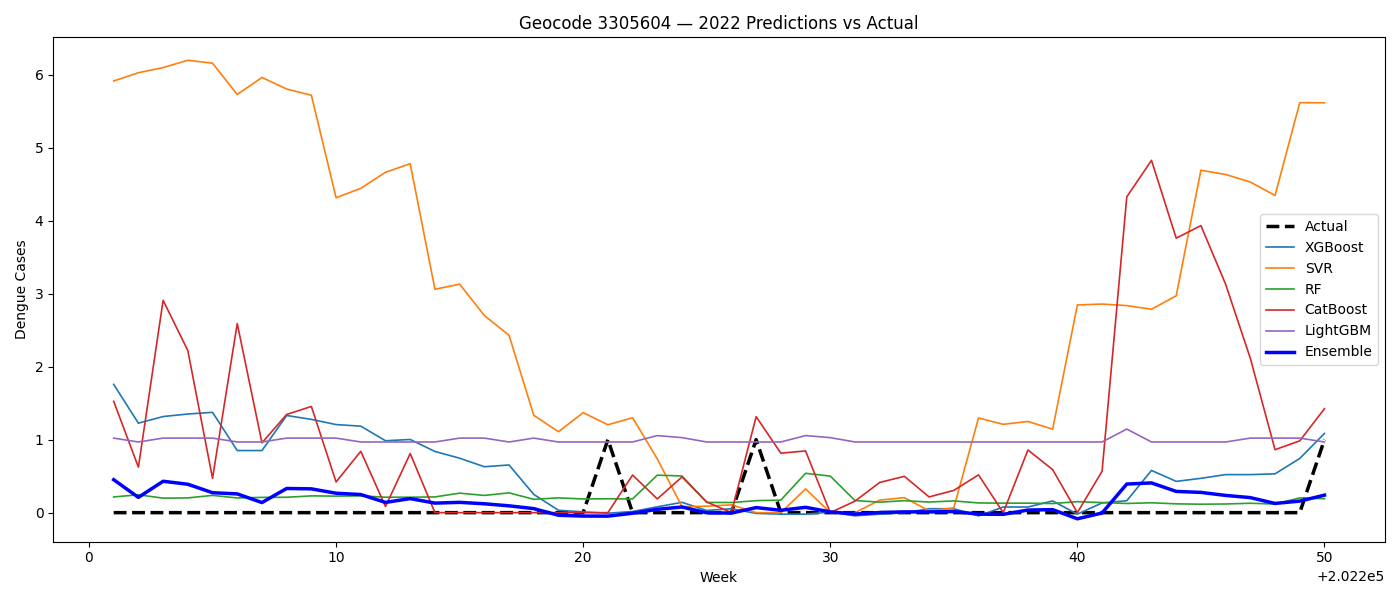 Geocode 3305604 — 2022 Predictions vs Actual
Dengue Cases
6
5
4
3
2
1
0
Actual
XGBoost
SVR
RF
CatBoost
LightGBM
Ensemble
0 10 20 30 40 50
Week
+2.022e5